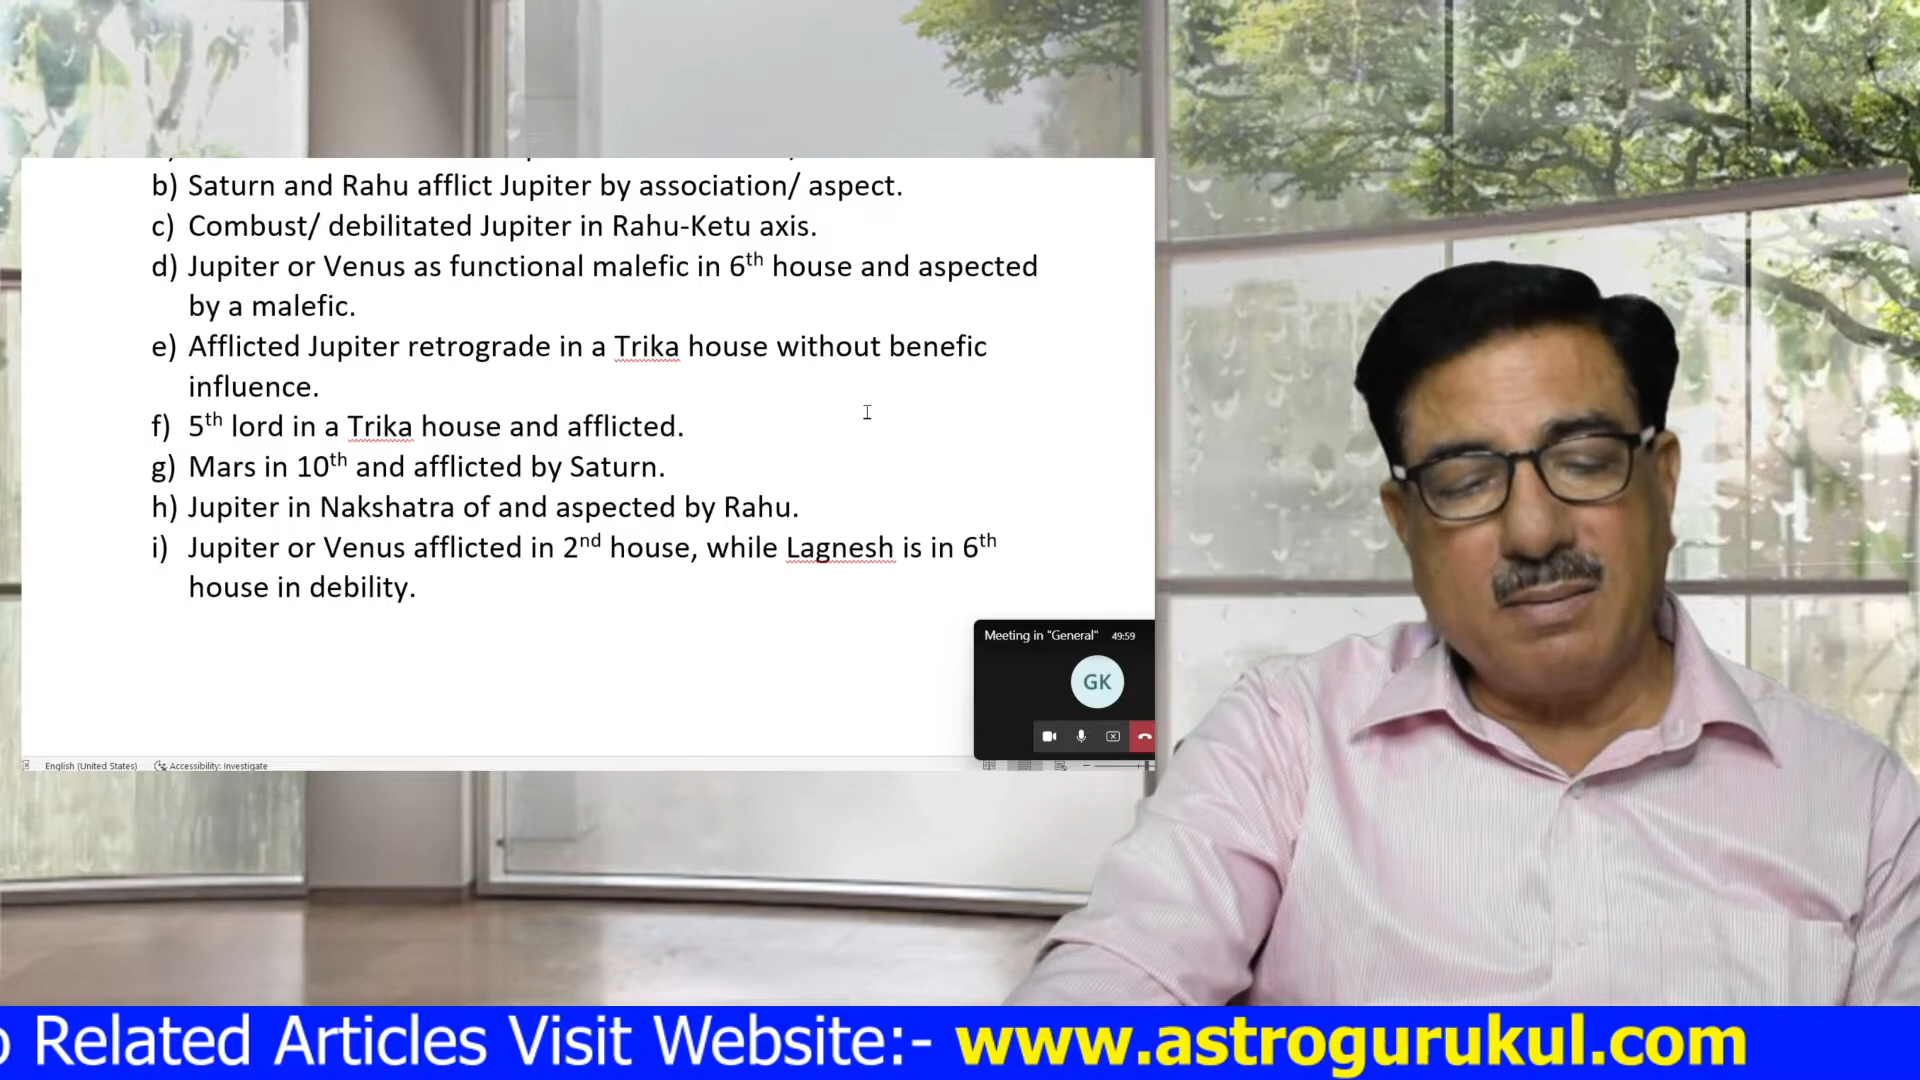 b) Saturn and Rahu afflict Jupiter by association/ aspect.
c) Combust/ debilitated Jupiter in Rahu-Ketu axis.
d) Jupiter or Venus as functional malefic in 6th house and aspected
by a malefic.
e) Afflicted Jupiter retrograde in a Trika house without benefic
influence.
f) 5th lord in a Trika house and afflicted.
g) Mars in 10th and afflicted by Saturn.
h) Jupiter in Nakshatra of and aspected by Rahu.
i) Jupiter or Venus afflicted in 2nd house, while Lagnesh is in 6th
house in debility.
Meeting in "General" 49:59
GK
English (United States) Accessibility: Investigate
Related Articles Visit Website:- www.astrogurukul.com